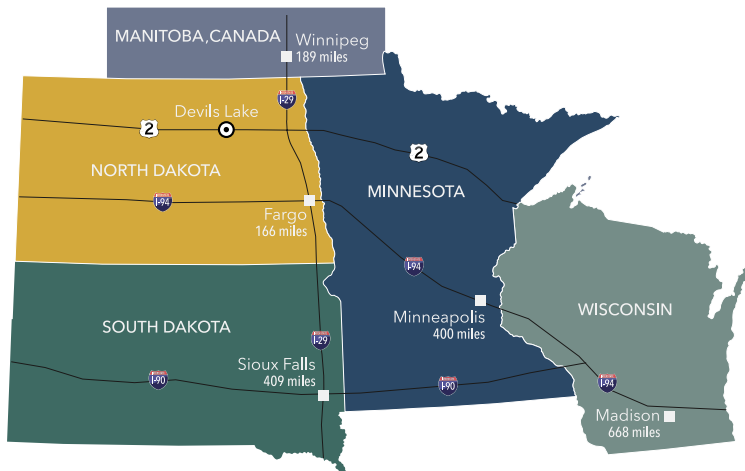 MANITOBA, CANADA
Winnipeg
189 miles
I-29
Devils Lake
2
2
NORTH DAKOTA
MINNESOTA
I-94
Fargo
166 miles
I-94
WISCONSIN
Minneapolis
400 miles
SOUTH DAKOTA
I-29
Sioux Falls
409 miles
I-90
I-90
I-94
Madison
668 miles